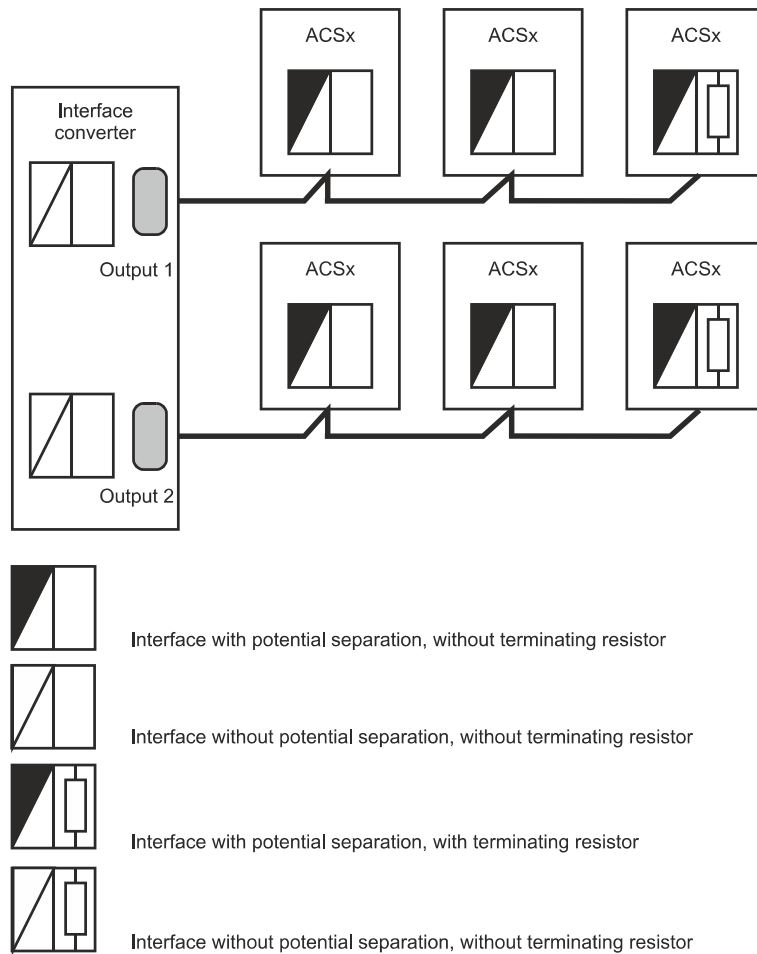 ACSx
ACSx
ACSx
Interface
converter
Output 1
ACSx
ACSx
ACSx
Output 2
Interface with potential separation, without terminating resistor
Interface without potential separation, without terminating resistor
Interface with potential separation, with terminating resistor
Interface without potential separation, without terminating resistor